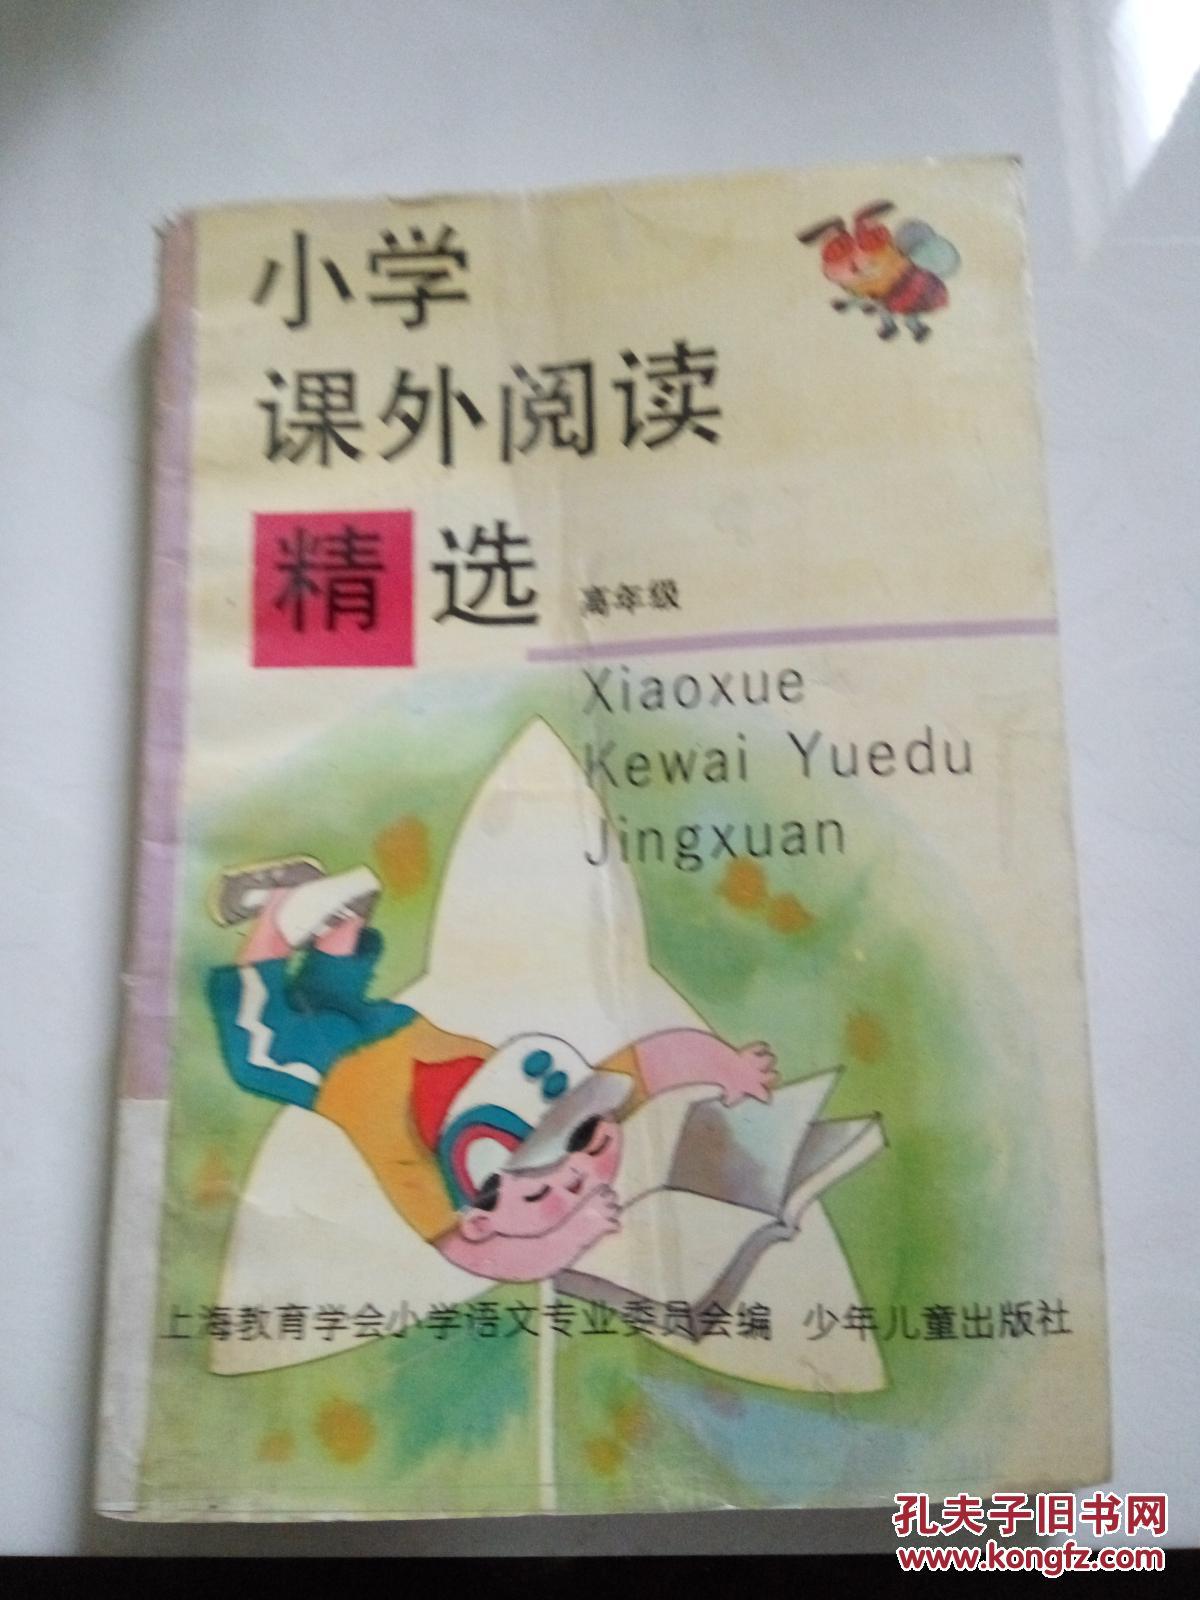 小学
课外阅读
精选 高年级
Xiaoxue
Kewai Yuedu
Jingxuan
上海教育学会小学语文专业委员会编 少年儿童出版社
孔夫子旧书网
www.kongfz.com